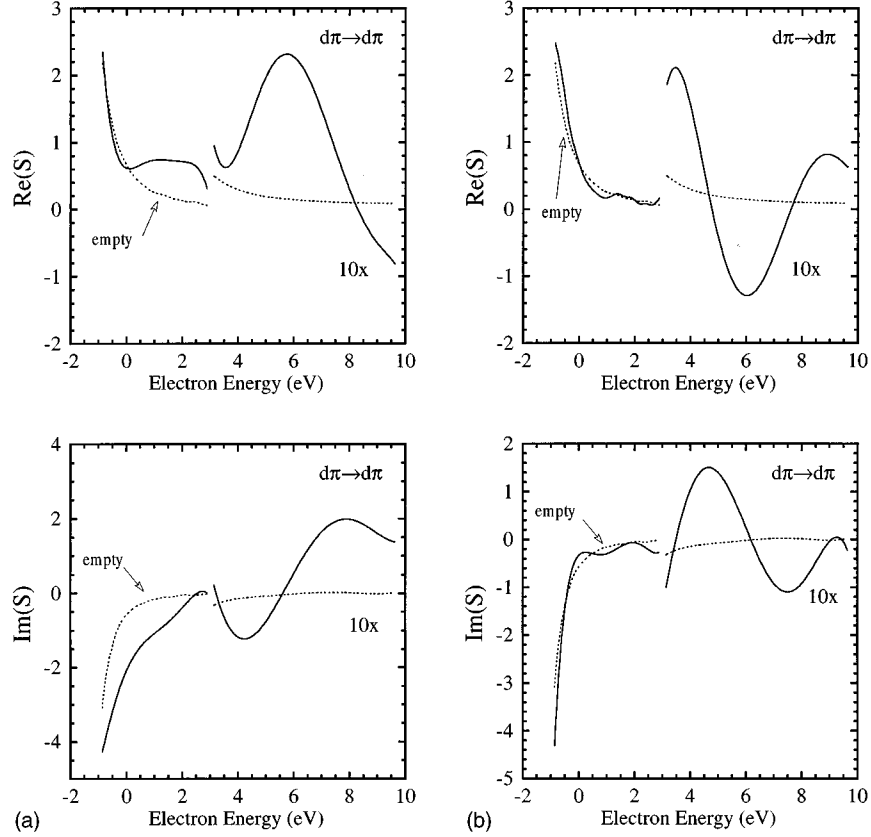 dπ→dπ
3
2
1
0
-1
-2
Re(S)
empty
10x
-2 0 2 4 6 8 10
Electron Energy (eV)
dπ→dπ
3
2
1
0
-1
-2
Re(S)
empty
10x
-2 0 2 4 6 8 10
Electron Energy (eV)
dπ→dπ
4
2
0
-2
-4
Im(S)
empty
10x
-2 0 2 4 6 8 10
Electron Energy (eV)
(a)
dπ→dπ
2
1
0
-1
-2
-3
-4
-5
Im(S)
empty
10x
-2 0 2 4 6 8 10
Electron Energy (eV)
(b)